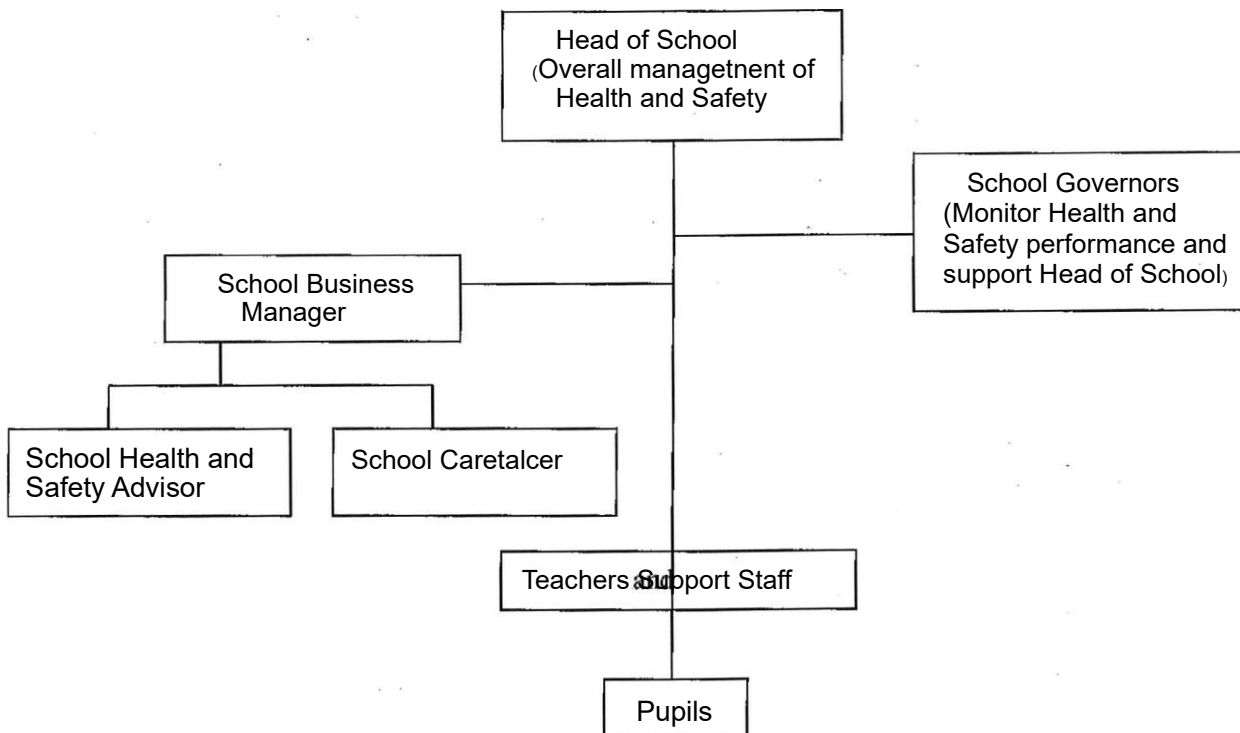 Head of School
(Overall managetnent of
Health and Safety
School Governors
(Monitor Health and
Safety performance and
support Head of School)
School Business
Manager
School Health and
Safety Advisor
School Caretalcer
Teachers and Support Staff
Pupils